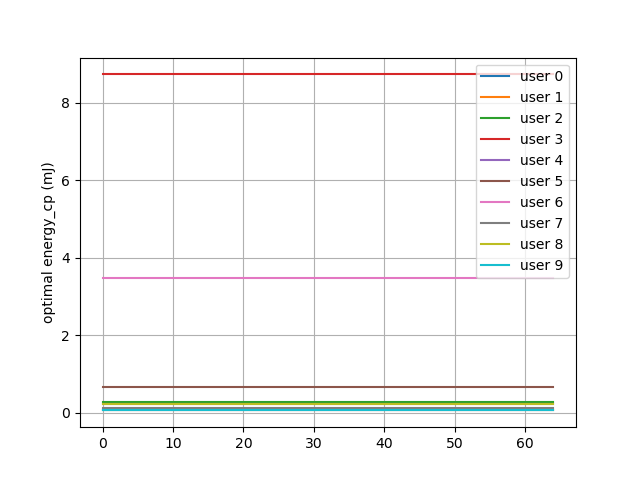 optimal energy_cp (mJ)
8
6
4
2
0
0 10 20 30 40 50 60
user 0
user 1
user 2
user 3
user 4
user 5
user 6
user 7
user 8
user 9